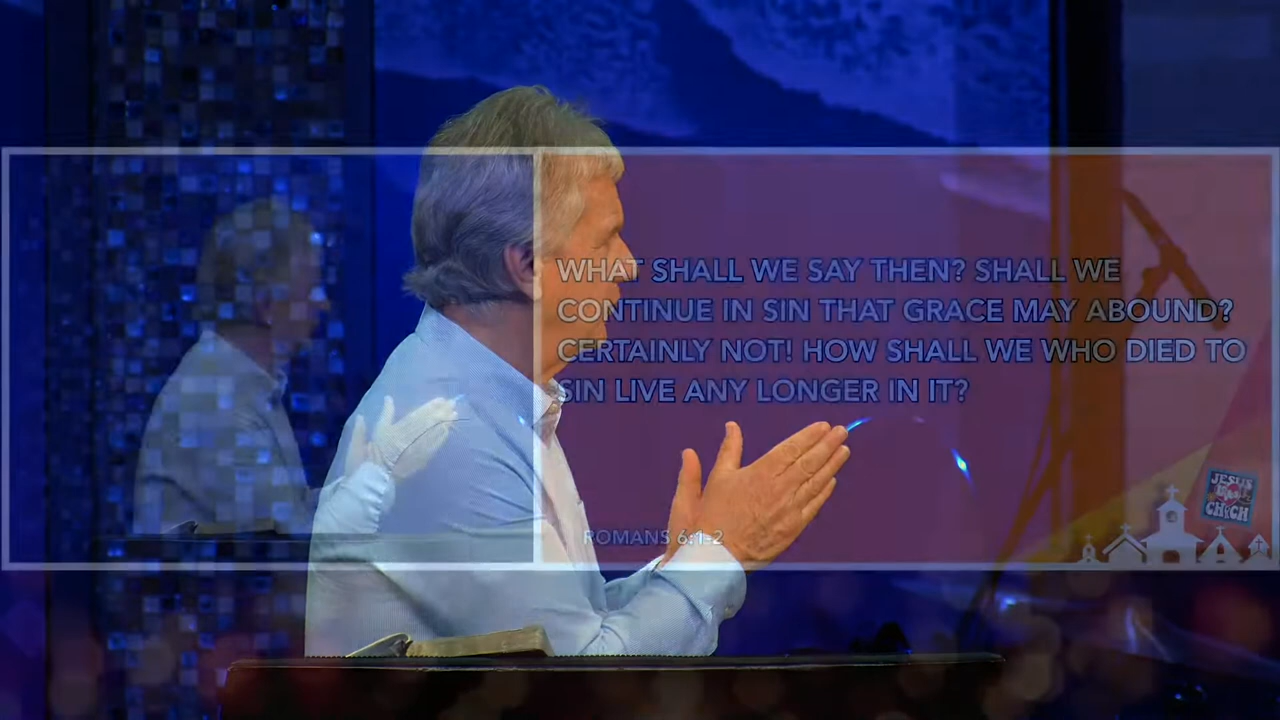 WHAT SHALL WE SAY THEN? SHALL WE
CONTINUE IN SIN THAT GRACE MAY ABOUND?
CERTAINLY NOT! HOW SHALL WE WHO DIED TO
SIN LIVE ANY LONGER IN IT?
ROMANS 6:1-2
JESUS